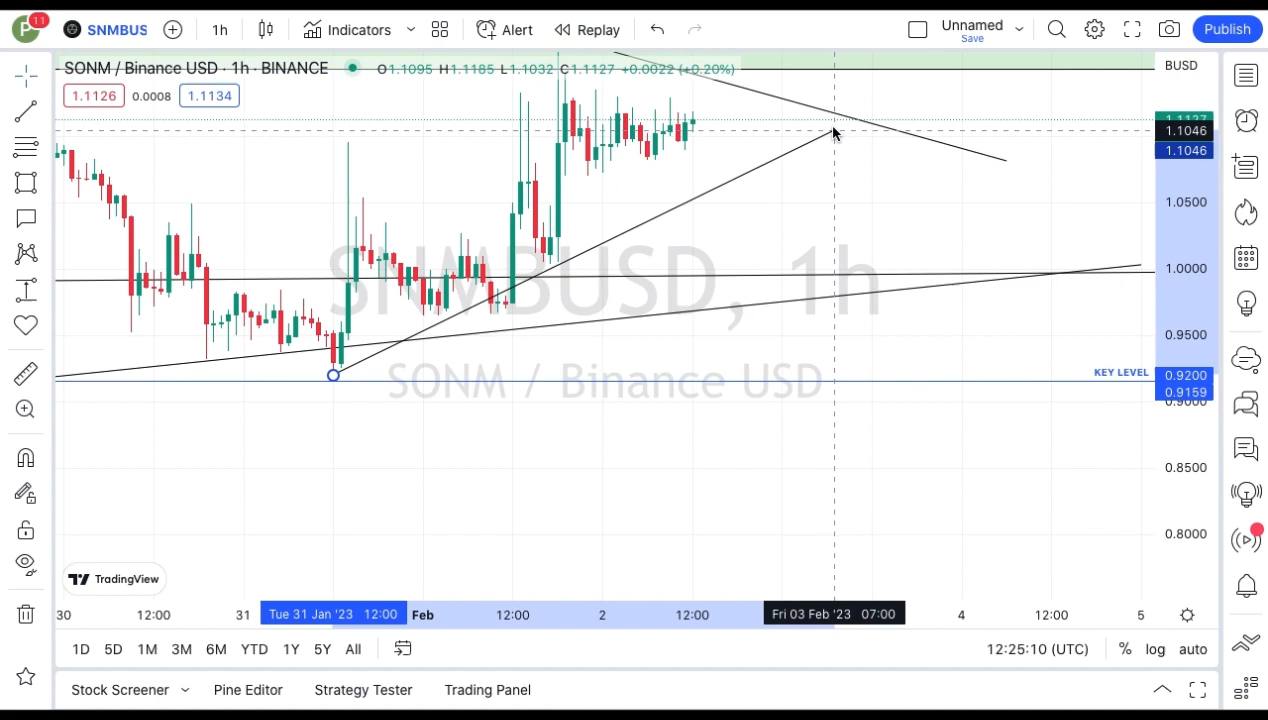 P 11 SNMBUS 1h Indicators Alert Replay Unnamed Save Publish
SONM / Binance USD · 1h · BINANCE O1.1095 H1.1185 L1.1032 C1.1127 +0.0022 (+0.20%) BUSD
1.1126 0.0008 1.1134
1.1127
1.1046
1.1046
1.0500
SNMBUSD, 1h
1.0000
0.9500
SONM / Binance USD
KEY LEVEL 0.9200
0.9159
0.9000
0.8500
0.8000
TradingView
30 12:00 31 Tue 31 Jan '23 12:00 Feb 12:00 2 12:00 Fri 03 Feb '23 07:00 4 12:00 5
1D 5D 1M 3M 6M YTD 1Y 5Y All 12:25:10 (UTC) % log auto
Stock Screener Pine Editor Strategy Tester Trading Panel